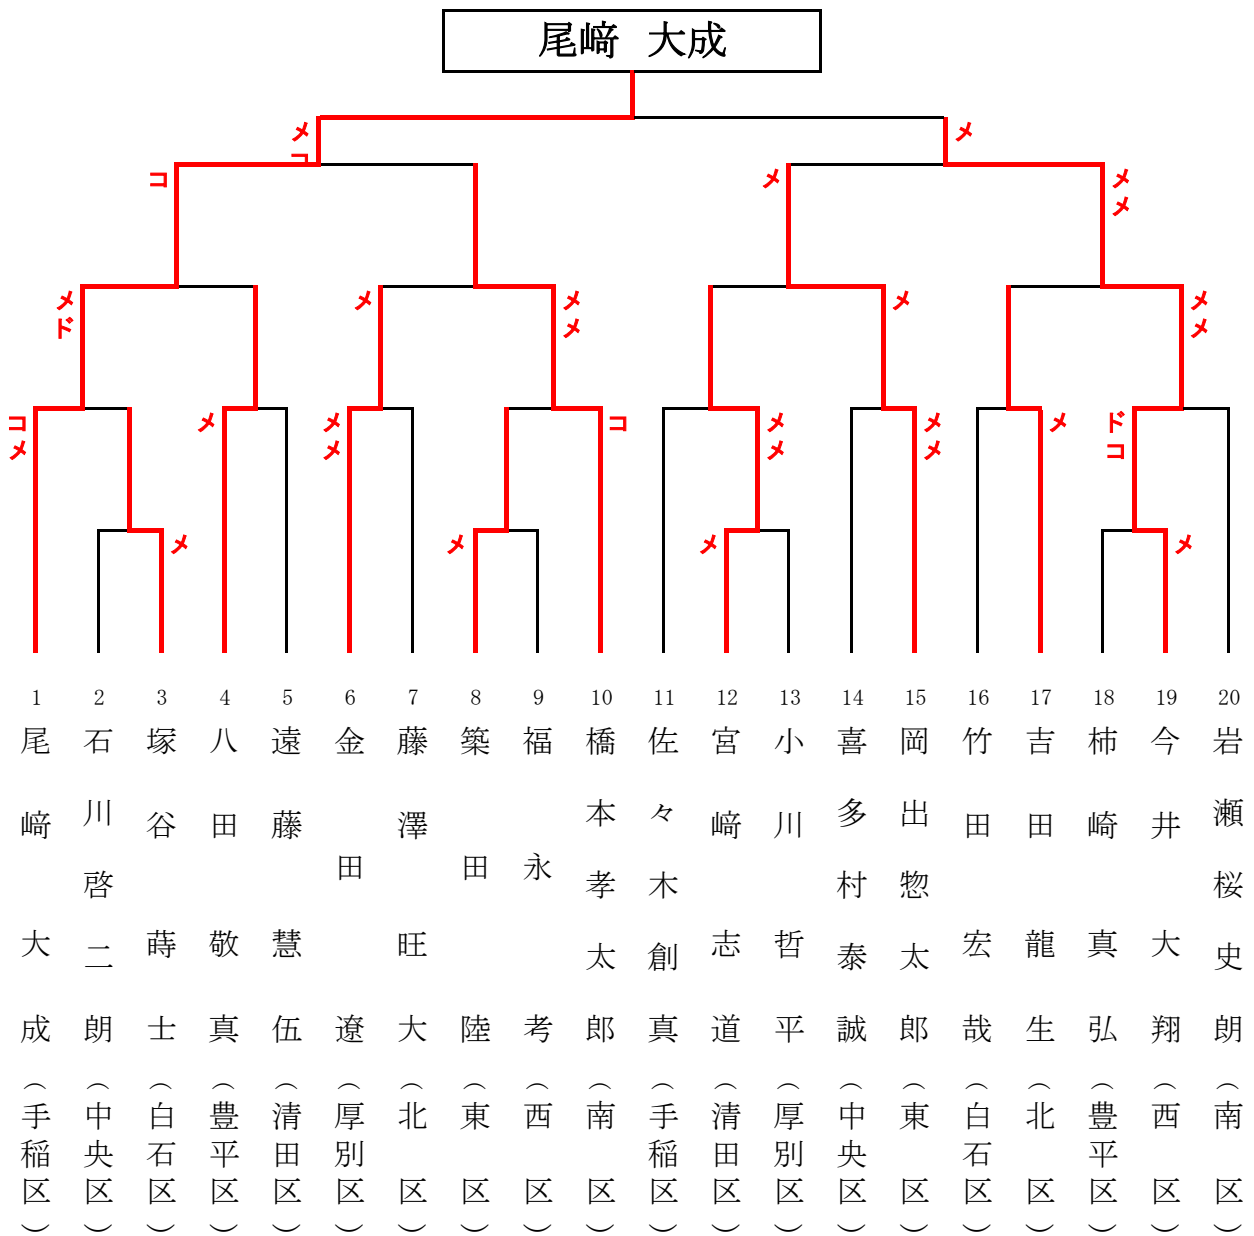 尾﨑　大成
メ
コ
メ
コ
メ
メ
メ
メ
ド
メ
メ
メ
メ
メ
メ
コ
メ
メ
メ
メ
コ
メ
メ
メ
メ
メ
ド
コ
メ
メ
メ
メ
1 尾﨑大成（手稲区）
2 石川啓二朗（中央区）
3 塚谷蒔士（白石区）
4 八田敬真（豊平区）
5 遠藤慧伍（清田区）
6 金田遼（厚別区）
7 藤澤旺大（北区）
8 築田陸（東区）
9 福永考（西区）
10 橋本孝太郎（南区）
11 佐々木創真（手稲区）
12 宮﨑志道（清田区）
13 小川哲平（厚別区）
14 喜多村泰誠（中央区）
15 岡出惣太郎（東区）
16 竹田宏哉（白石区）
17 吉田龍生（北区）
18 柿崎真弘（豊平区）
19 今井大翔（西区）
20 岩瀬桜史朗（南区）